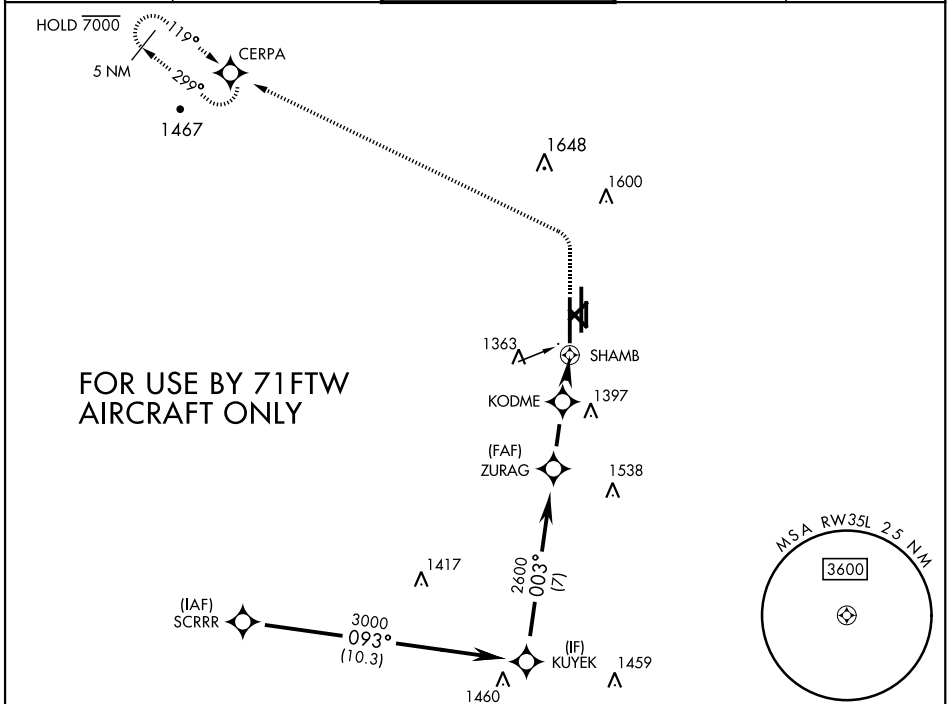 HOLD 7000
119°
CERPA
5 NM
299°
1467
1648
1600
1363
SHAMB
FOR USE BY 71FTW
AIRCRAFT ONLY
KODME
1397
(FAF)
ZURAG
1538
MSA RW35L 25 NM
3600
1417
2600
003°
(7)
(IAF)
SCRRR
3000
093°
(10.3)
(IF)
KUYEK
1459
1460